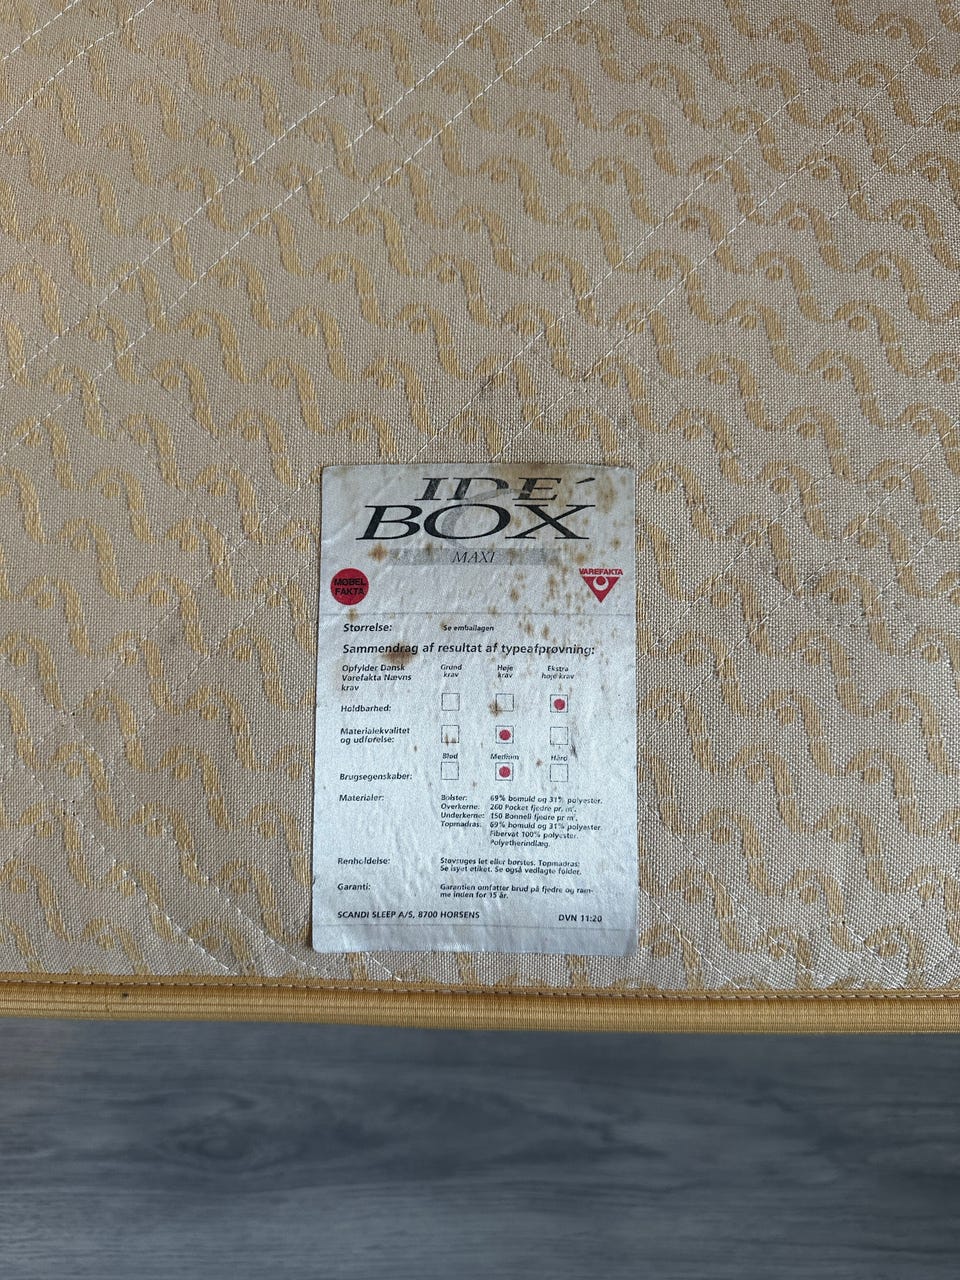 IDE´
BOX
MAXI
MØBEL
FAKTA
VAREFAKTA
Størrelse: Se emballagen
Sammendrag af resultat af typeafprøvning:
Opfylder Dansk
Varefakta Nævns
krav
Grund
krav
Høje
krav
Ekstra
høje krav
Holdbarhed:
Materialekvalitet
og udførelse:
Blød Medium Hård
Brugsegenskaber:
Materialer: Bolster: 69% bomuld og 31% polyester.
Overkerne: 260 Pocket fjedre pr. m².
Underkerne: 150 Bonnell fjedre pr m².
Topmadras: 69% bomuld og 31% polyester.
Fibervat 100% polyester.
Polyetherindlæg.
Renholdelse: Støvsuges let eller børstes. Topmadras:
Se isyet etiket. Se også vedlagte folder.
Garanti: Garantien omfatter brud på fjedre og ram-
me inden for 15 år.
SCANDI SLEEP A/S, 8700 HORSENS DVN 11:20